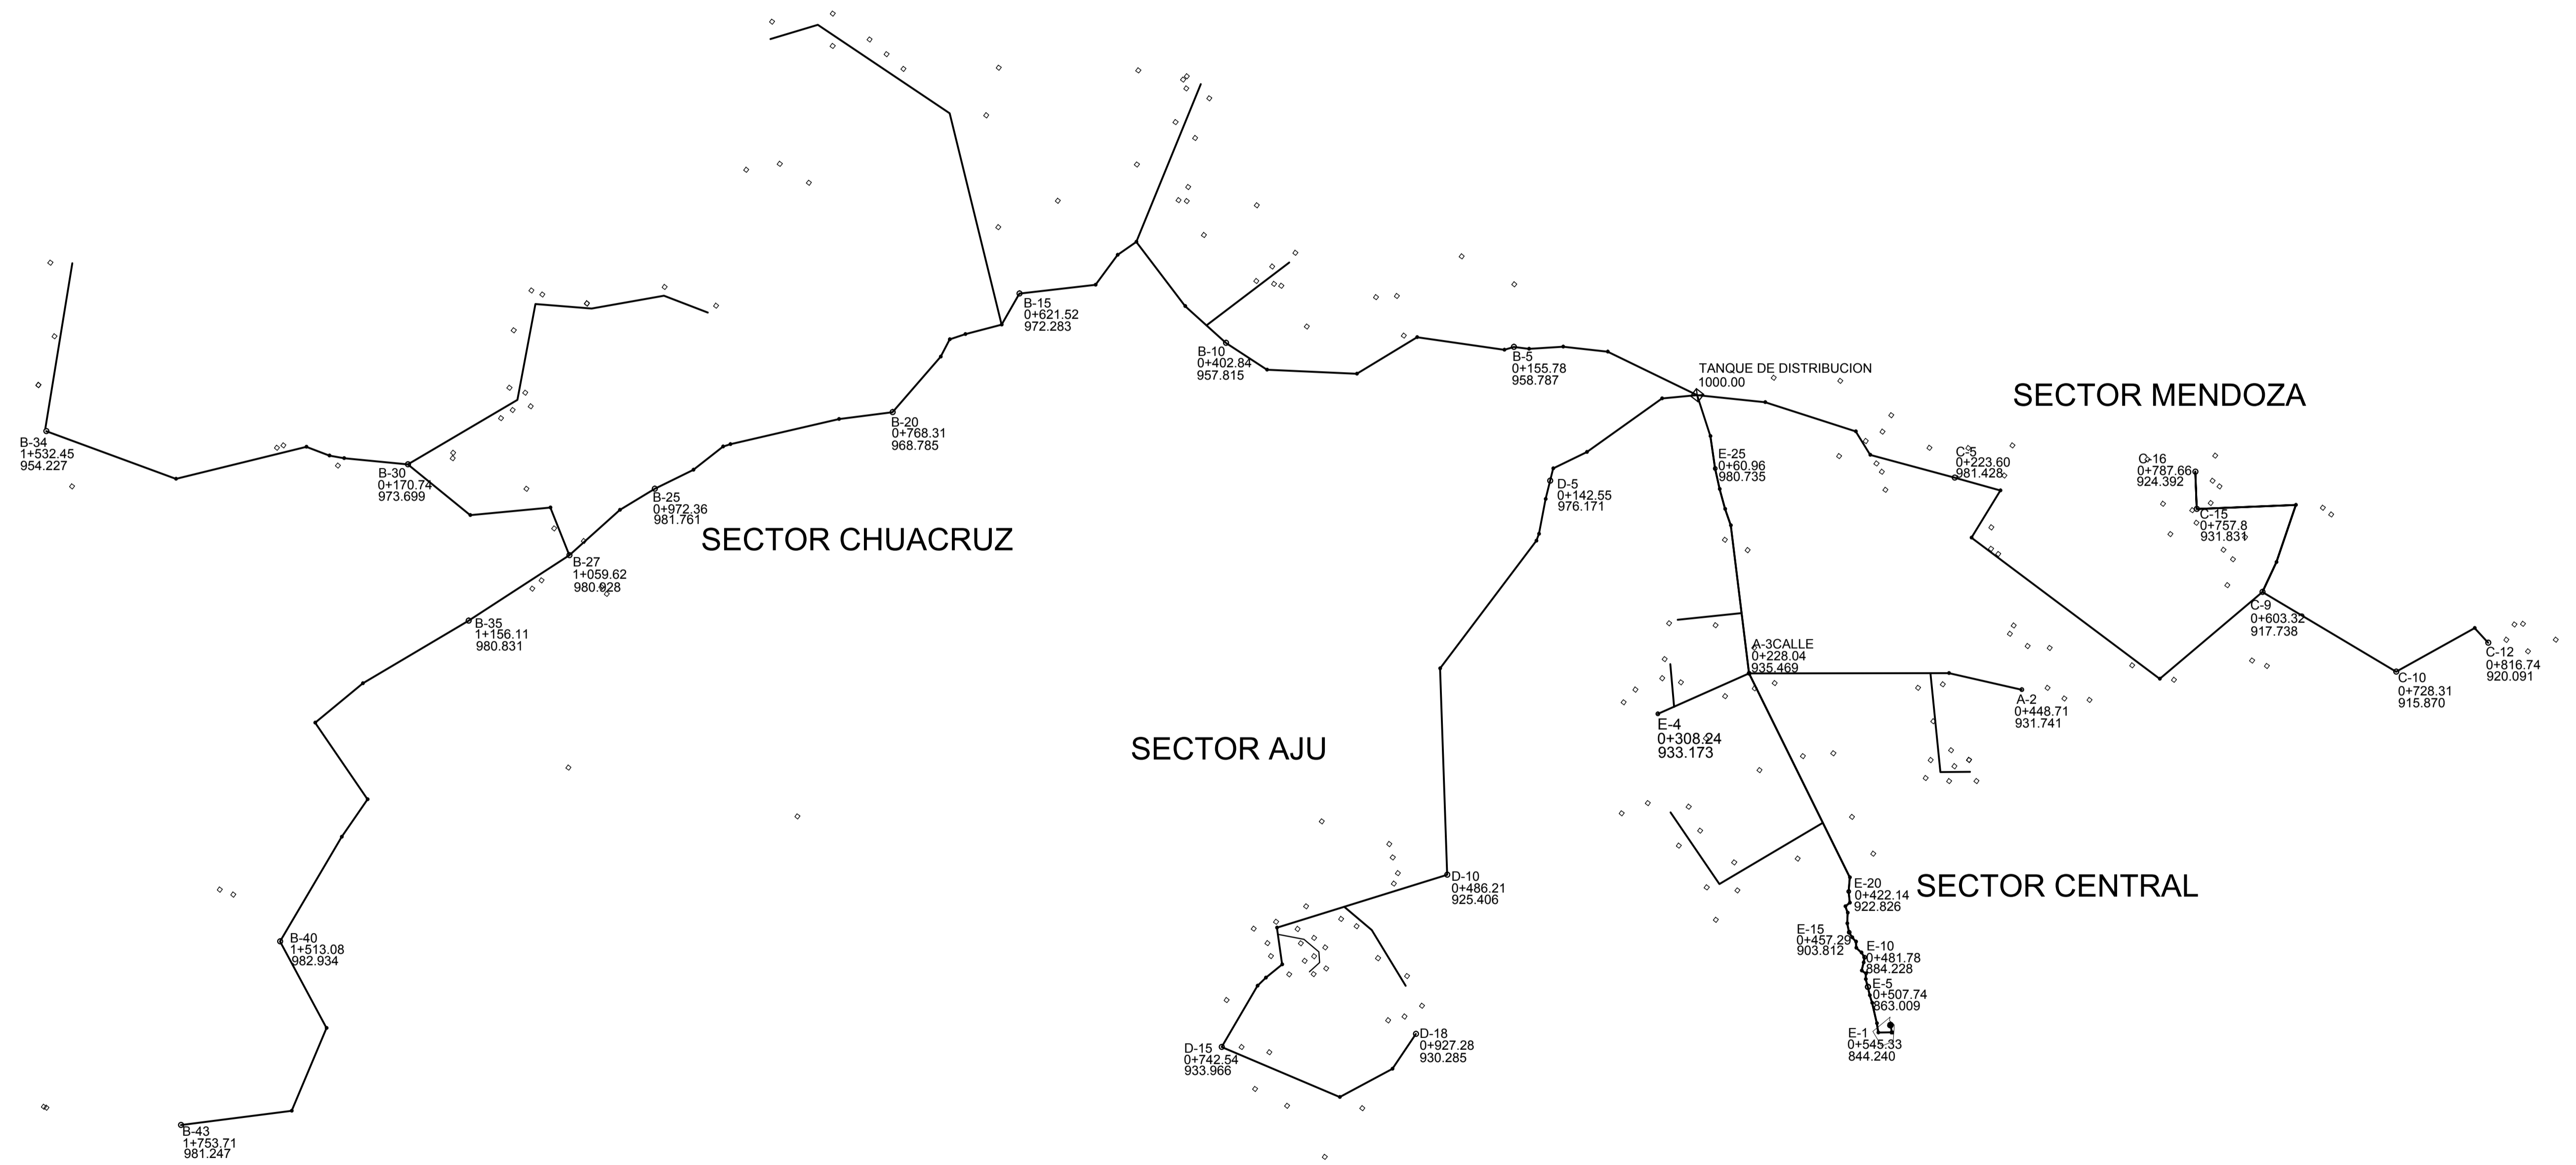 TANQUE DE DISTRIBUCION
1000.00
SECTOR MENDOZA
B-15
0+621.52
972.283
B-10
0+402.84
957.815
B-5
0+155.78
958.787
B-34
1+532.45
954.227
B-30
0+170.74
973.699
B-20
0+768.31
968.785
B-25
0+972.36
981.761
SECTOR CHUACRUZ
B-27
1+059.62
980.928
B-35
1+156.11
980.831
B-40
1+513.08
982.934
B-43
1+753.71
981.247
D-5
0+142.55
976.171
E-25
0+60.96
980.735
C-5
0+223.60
981.428
C-16
0+787.66
924.392
C-15
0+757.8
931.831
C-9
0+603.32
917.738
C-12
0+816.74
920.091
C-10
0+728.31
915.870
A-3CALLE
0+228.04
935.469
A-2
0+448.71
931.741
E-4
0+308.24
933.173
SECTOR AJU
D-10
0+486.21
925.406
SECTOR CENTRAL
E-20
0+422.14
922.826
E-15
0+457.29
903.812
E-10
0+481.78
884.228
E-5
0+507.74
863.009
E-1
0+545.33
844.240
D-15
0+742.54
933.966
D-18
0+927.28
930.285